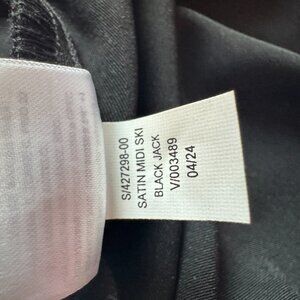 S/427298-00
SATIN MIDI SKI
BLACK JACK
V/003489
04/24